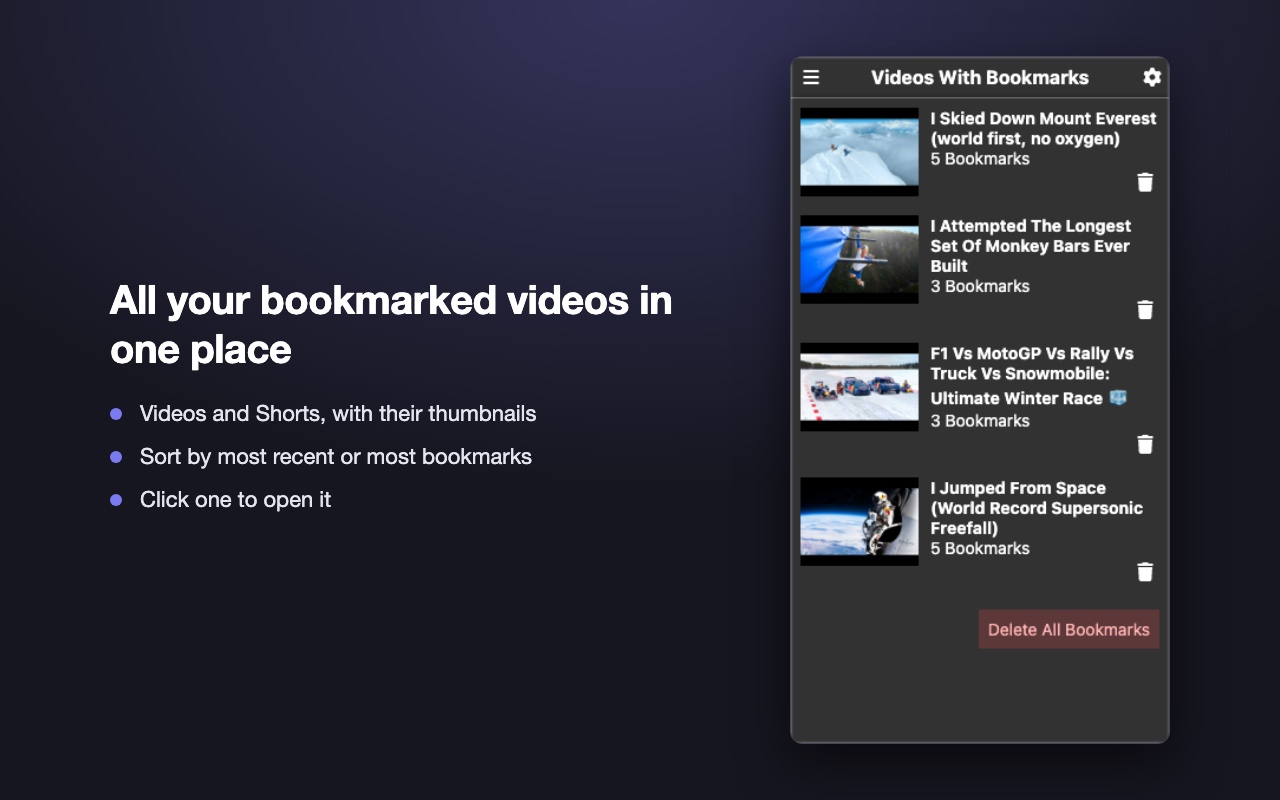 All your bookmarked videos in
one place
Videos and Shorts, with their thumbnails
Sort by most recent or most bookmarks
Click one to open it
Videos With Bookmarks
I Skied Down Mount Everest
(world first, no oxygen)
5 Bookmarks
I Attempted The Longest
Set Of Monkey Bars Ever
Built
3 Bookmarks
F1 Vs MotoGP Vs Rally Vs
Truck Vs Snowmobile:
Ultimate Winter Race 🧊
3 Bookmarks
I Jumped From Space
(World Record Supersonic
Freefall)
5 Bookmarks
Delete All Bookmarks